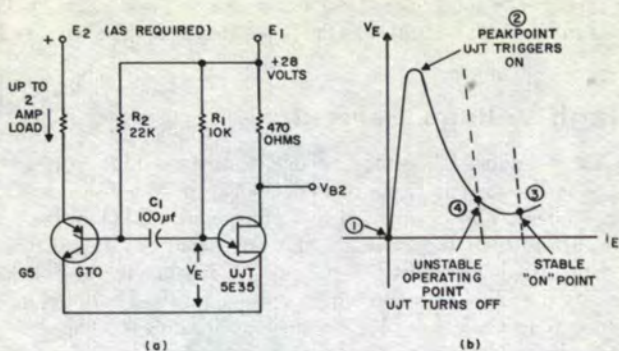 E2 (AS REQUIRED)
E1
+
+28
VOLTS
UP TO
2
AMP
LOAD
R2
22K
R1
10K
470
OHMS
VB2
C1
100µf
G5
GTO
VE
UJT
5E35
(a)
VE
②
PEAKPOINT
UJT TRIGGERS
ON
①
④
③
iE
UNSTABLE
OPERATING
POINT
UJT TURNS OFF
STABLE
"ON" POINT
(b)